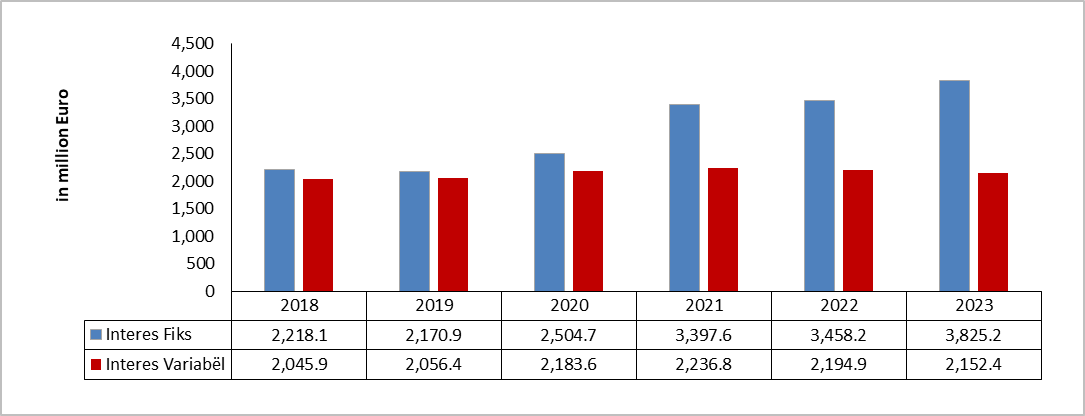 in million Euro
4,500
4,000
3,500
3,000
2,500
2,000
1,500
1,000
500
0
2018 2019 2020 2021 2022 2023
Interes Fiks 2,218.1 2,170.9 2,504.7 3,397.6 3,458.2 3,825.2
Interes Variabël 2,045.9 2,056.4 2,183.6 2,236.8 2,194.9 2,152.4